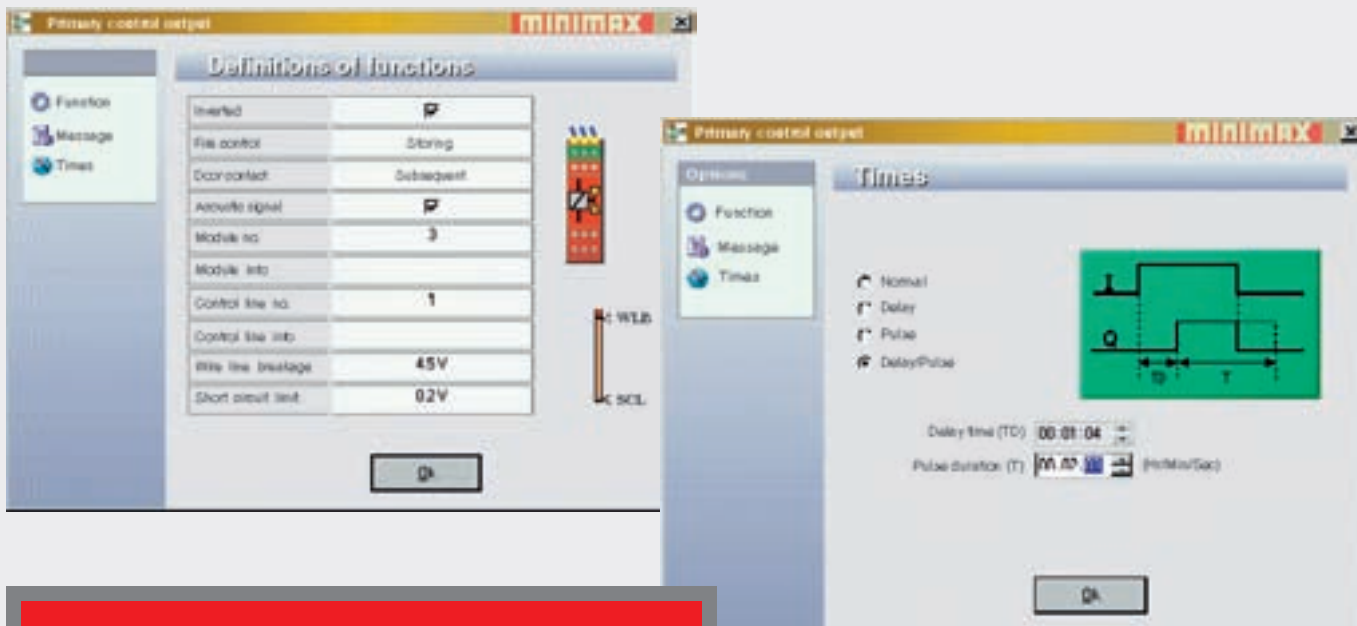 Primary control output
minimax
Definitions of functions
Function
Message
Times
Inverted
Fire control Storing
Door contact Subsequent
Acoustic signal
Module no. 3
Module info
Control line no. 1
Control line info
Wire line breakage 4.5V
Short circuit limit 0.2V
WLB
SCL
Ok
Primary control output
minimax
Options
Function
Message
Times
Times
Normal
Delay
Pulse
Delay/Pulse
I
Q
TD T
Delay time (TD) 00:01:04
Pulse duration (T) (Hr/Min/Sec)
Ok